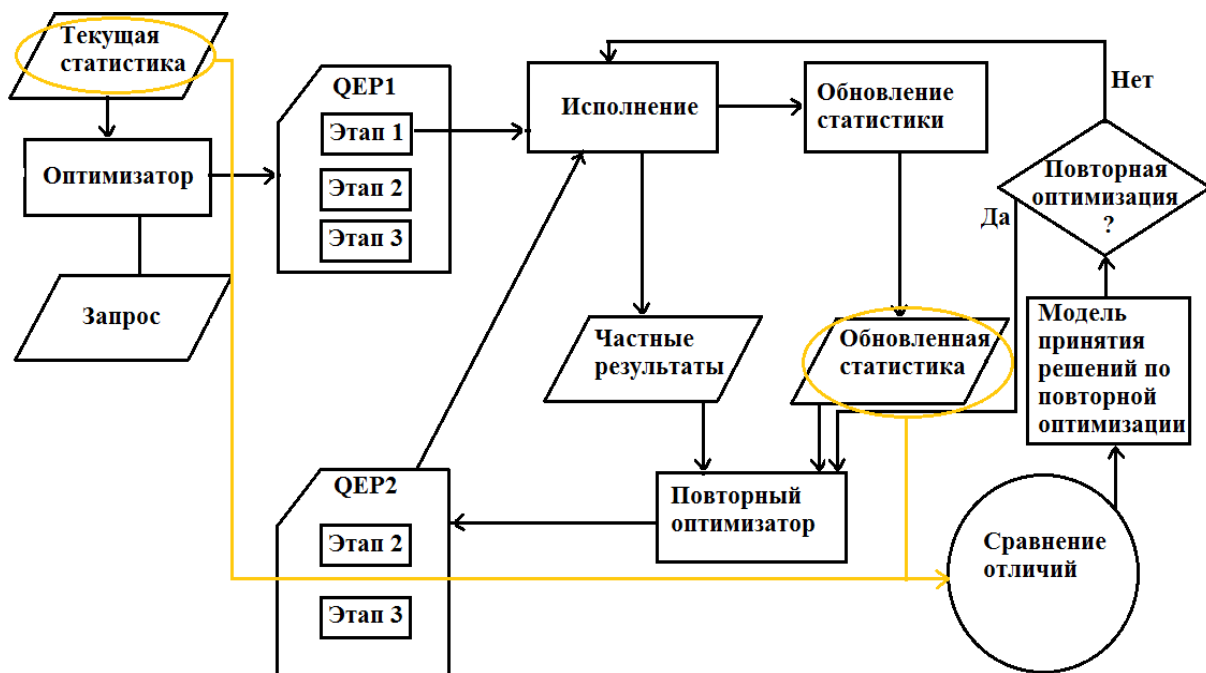 Текущая
статистика
Оптимизатор
Запрос
QEP1
Этап 1
Этап 2
Этап 3
Исполнение
Обновление
статистики
Нет
Повторная
оптимизация
?
Да
Частные
результаты
Обновленная
статистика
Модель
принятия
решений по
повторной
оптимизации
QEP2
Этап 2
Этап 3
Повторный
оптимизатор
Сравнение
отличий